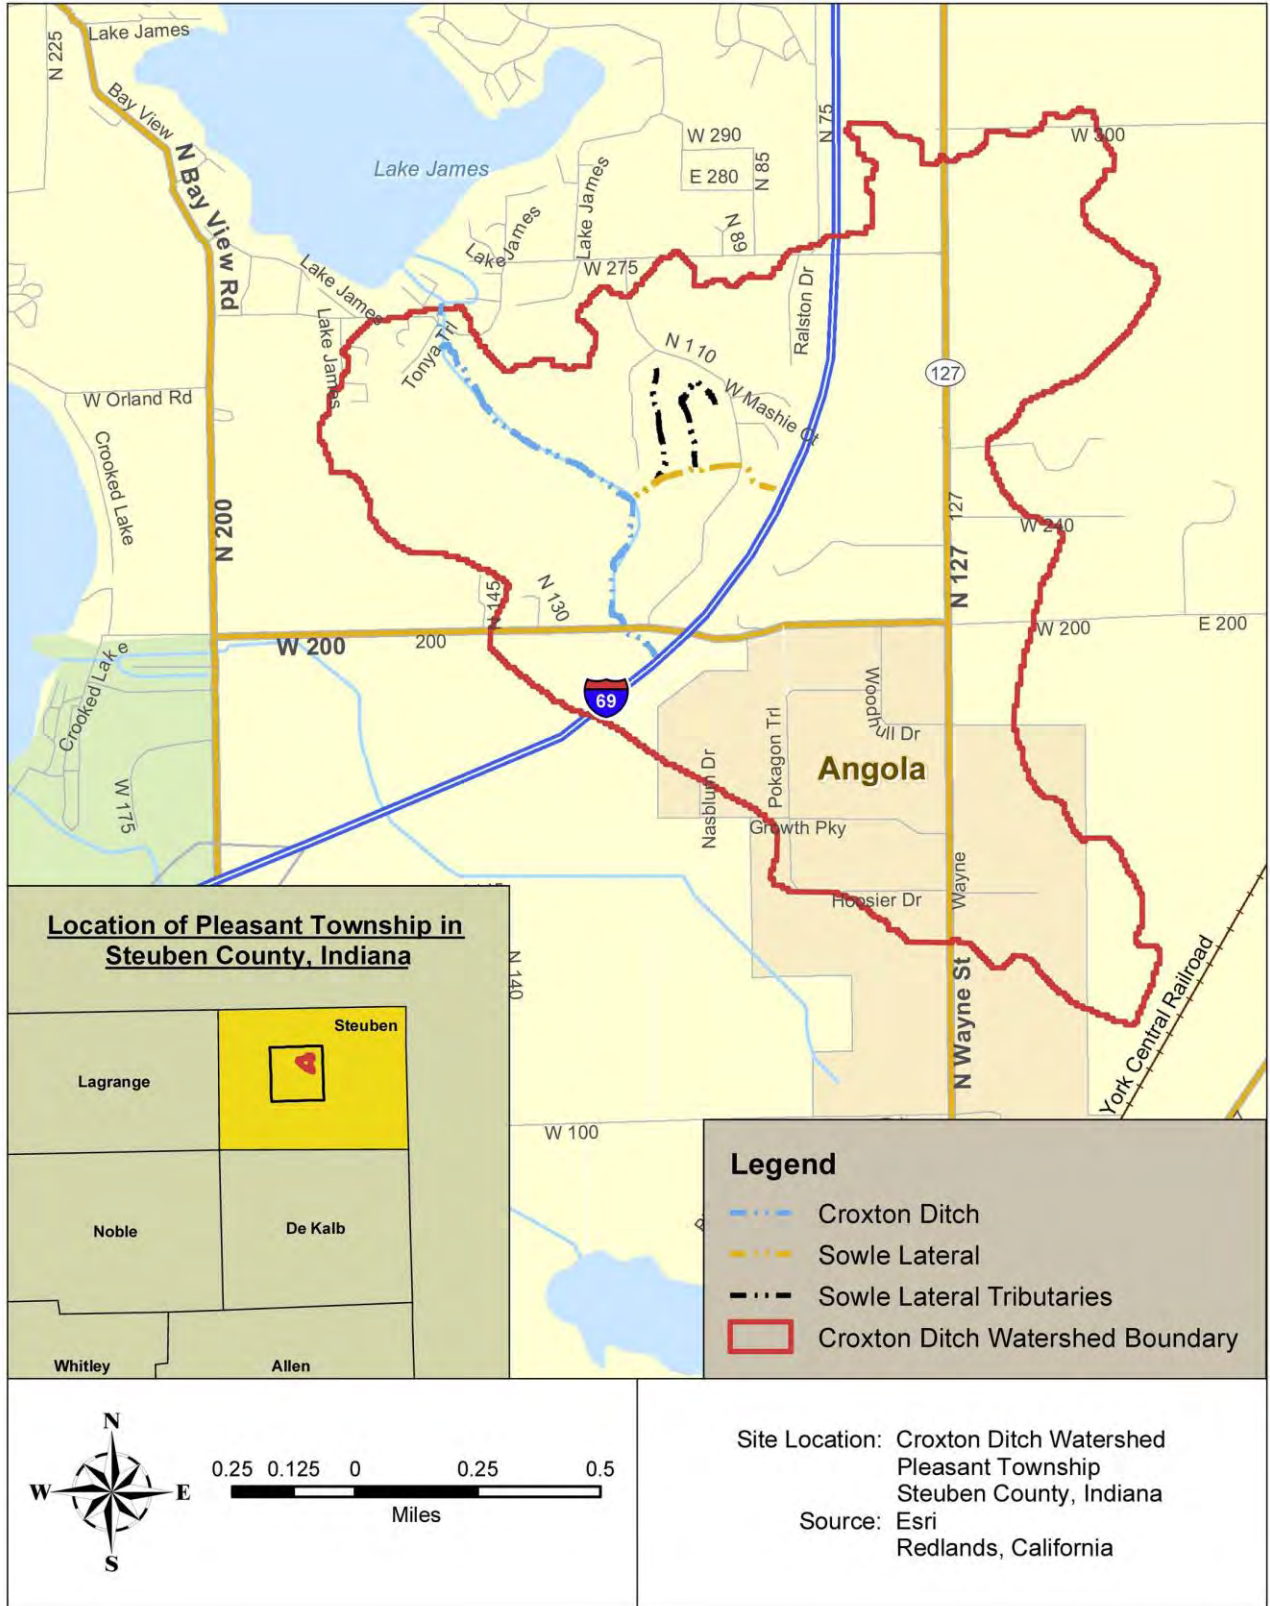 N 225
Lake James
Bay View
N Bay View Rd
Lake James
W 290
E 280
N 85
N 75
W 300
N 89
Lake James
Lake James
W 275
Lake James
Lake James
Tonya Trl
Ralston Dr
N 110
W Mashie Ct
127
W Orland Rd
Crooked Lake
N 200
127
W 240
N 127
N 145
N 130
W 200
200
W 200
E 200
Crooked Lake
69
Woodhull Dr
Pokagon Trl
Angola
Nasblum Dr
W 175
Growth Pky
Wayne
Hoosier Dr
N 140
N Wayne St
York Central Railroad
W 100
Location of Pleasant Township in
Steuben County, Indiana
Steuben
Lagrange
Noble
De Kalb
Whitley
Allen
Legend
Croxton Ditch
Sowle Lateral
Sowle Lateral Tributaries
Croxton Ditch Watershed Boundary
N
W
E
S
0.25 0.125 0 0.25 0.5
Miles
Site Location: Croxton Ditch Watershed
Pleasant Township
Steuben County, Indiana
Source: Esri
Redlands, California